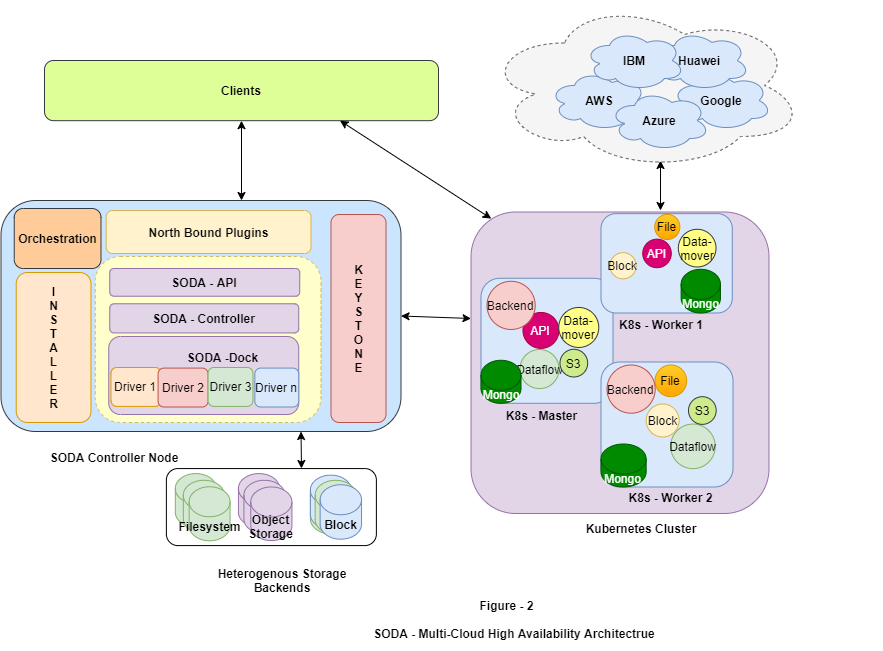 Clients
IBM
Huawei
AWS
Google
Azure
Orchestration
North Bound Plugins
INSTALLER
SODA - API
SODA - Controller
SODA -Dock
Driver 1
Driver 2
Driver 3
Driver n
KEYSTONE
SODA Controller Node
Filesystem
Object
Storage
Block
Heterogenous Storage
Backends
File
API
Data-
mover
Block
Mongo
K8s - Worker 1
Backend
API
Data-
mover
Dataflow
S3
Mongo
K8s - Master
Backend
File
Block
S3
Dataflow
Mongo
K8s - Worker 2
Kubernetes Cluster
Figure - 2
SODA - Multi-Cloud High Availability Architectrue